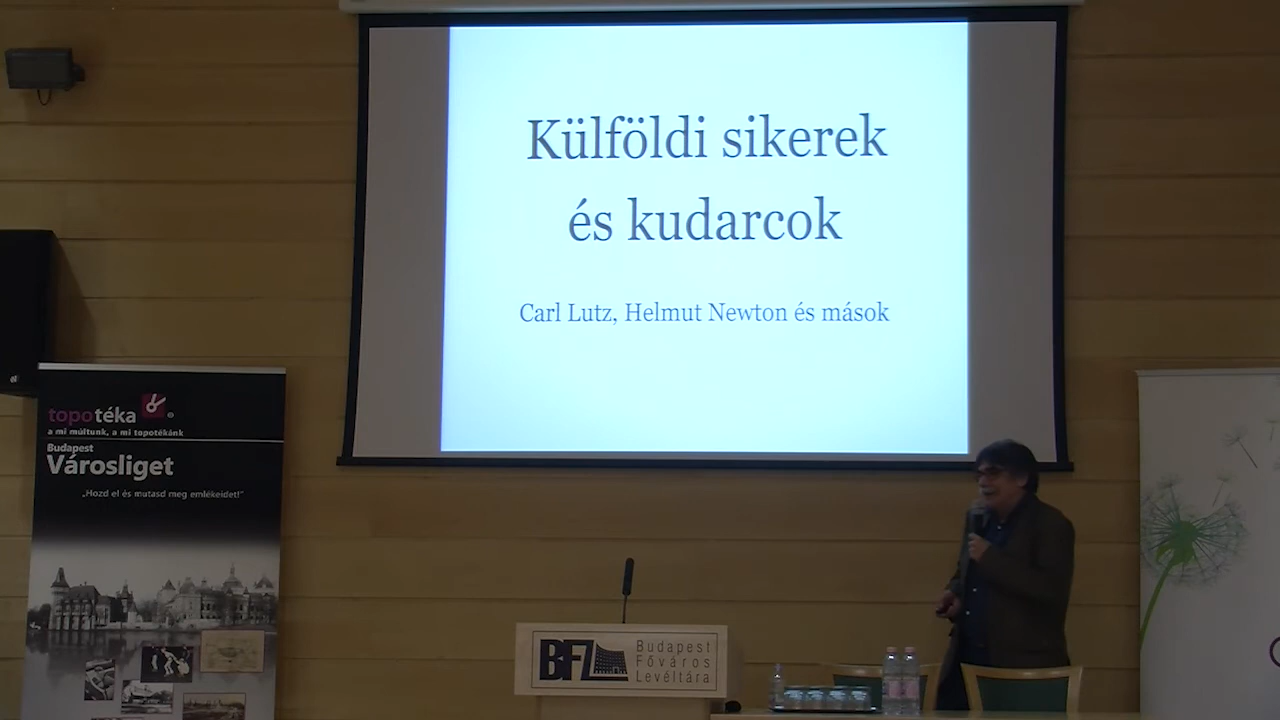 Külföldi sikerek
és kudarcok
Carl Lutz, Helmut Newton és mások
topotéka
a mi múltunk, a mi topotékánk
Budapest
Városliget
„Hozd el és mutasd meg emlékeidet!”
BFL
Budapest
Főváros
Levéltára